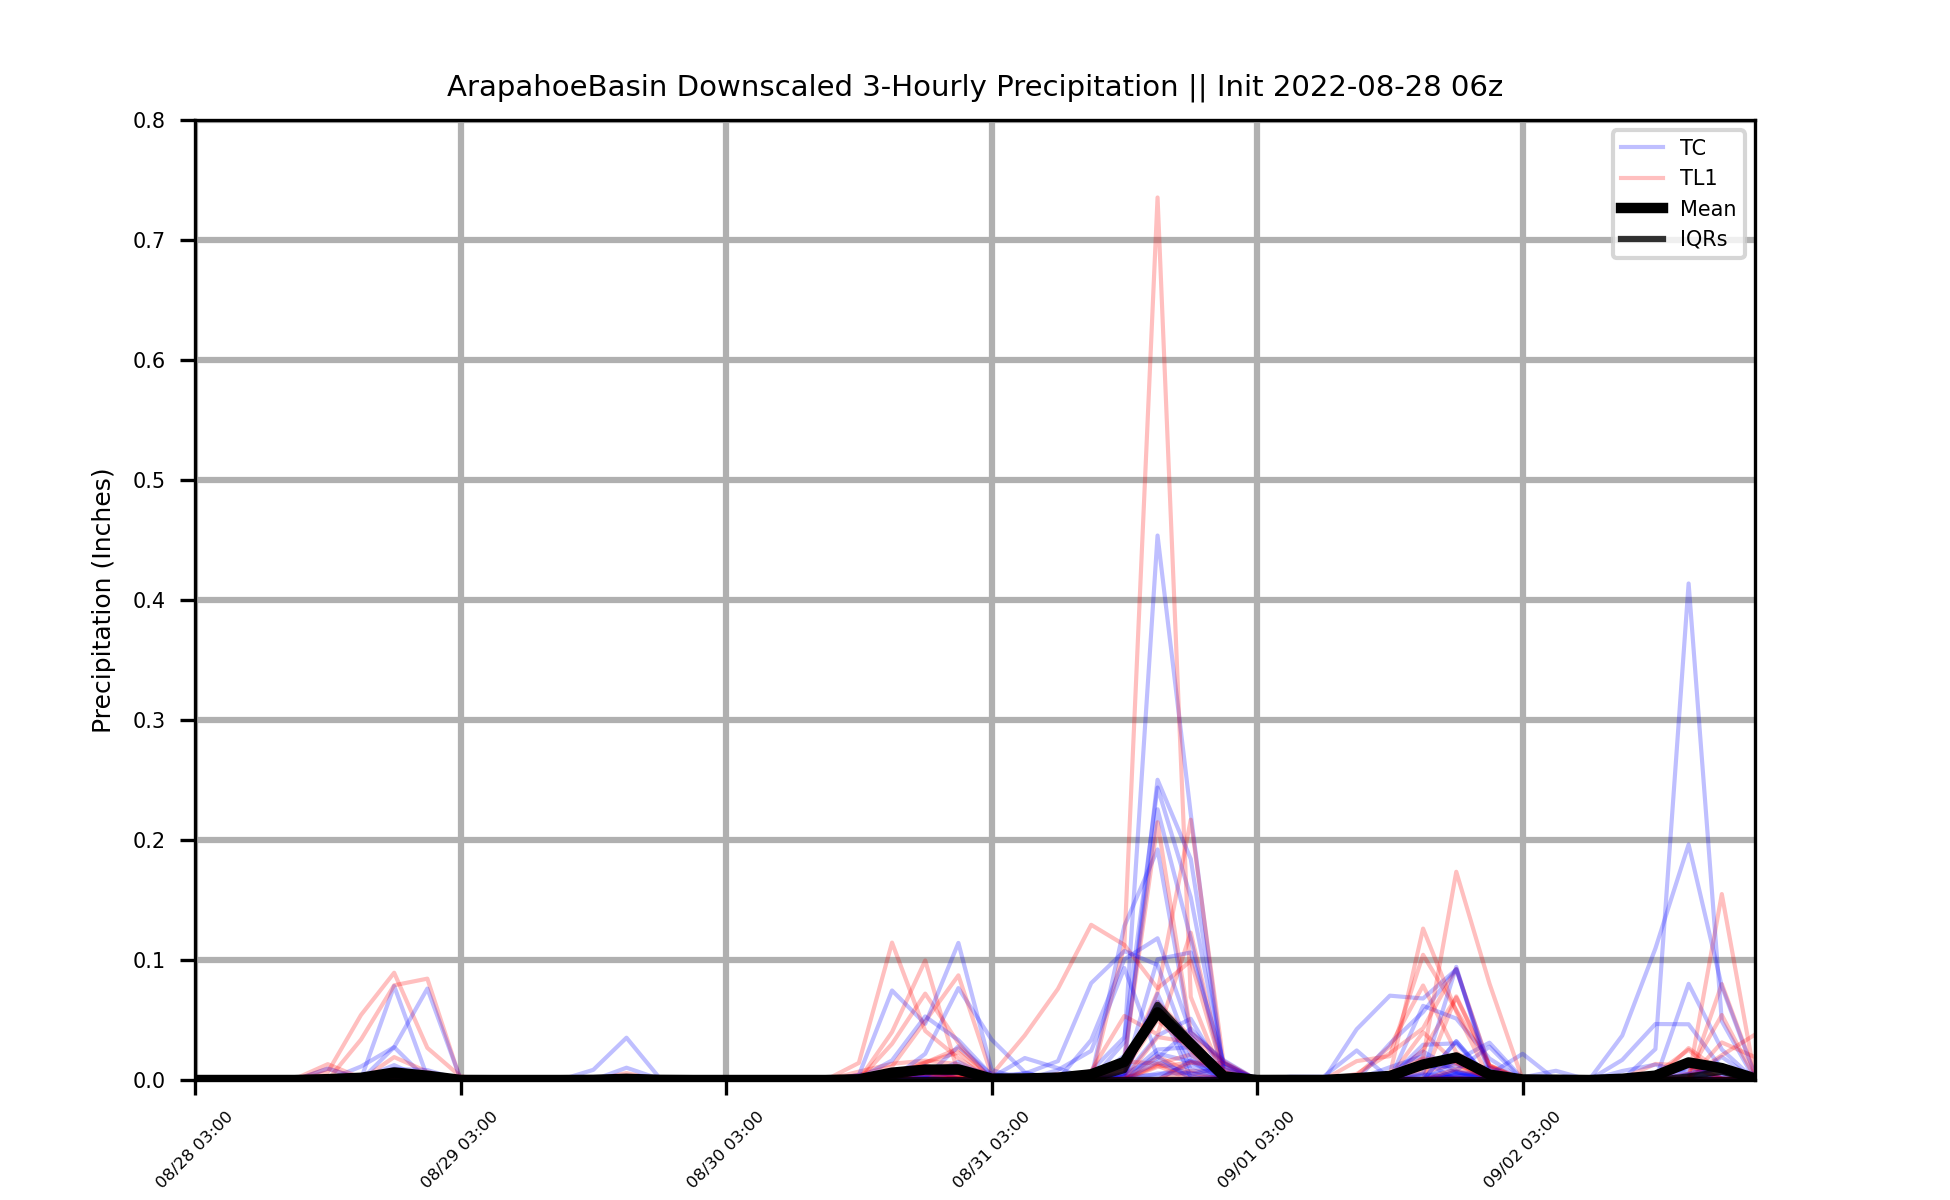 ArapahoeBasin Downscaled 3-Hourly Precipitation || Init 2022-08-28 06z
Precipitation (Inches)
0.8
0.7
0.6
0.5
0.4
0.3
0.2
0.1
0.0
TC
TL1
Mean
IQRs
08/28 03:00
08/29 03:00
08/30 03:00
08/31 03:00
09/01 03:00
09/02 03:00